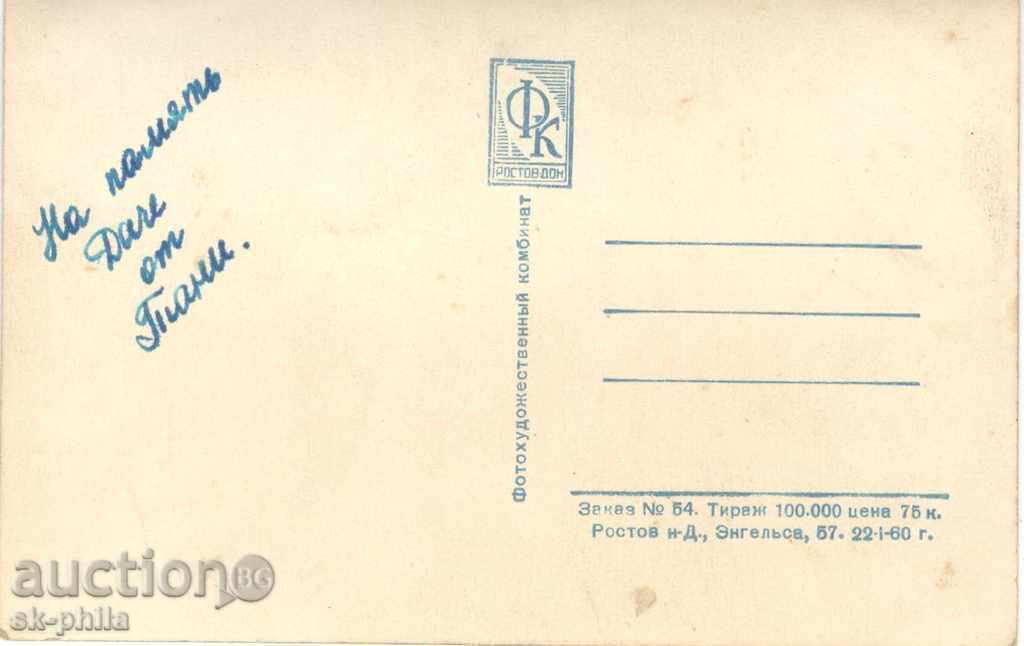 На память
Даче
от
Тани.
ФК
РОСТОВ-ДОН
Фотохудожественный комбинат
Заказ № 54. Тираж 100.000 цена 75 к.
Ростов н-Д., Энгельса, 57. 22-I-60 г.
auction BG
sk-phila